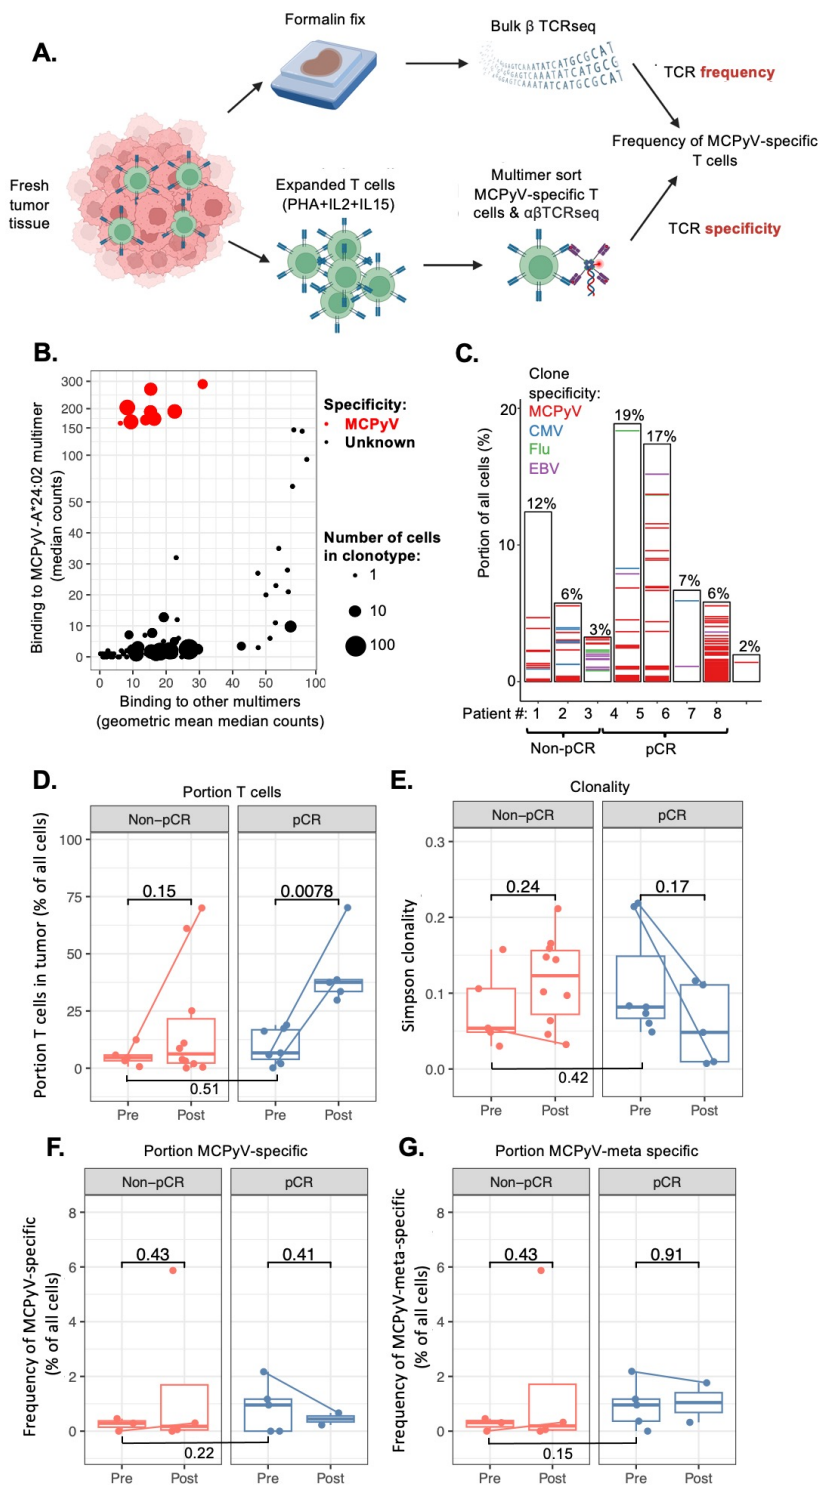 A.
Formalin fix
Bulk β TCRseq
TCR frequency
Frequency of MCPyV-specific
T cells
TCR specificity
Fresh
tumor
tissue
Expanded T cells
(PHA+IL2+IL15)
Multimer sort
MCPyV-specific T
cells & αβTCRseq
B.
Binding to MCPyV-A*24:02 multimer
(median counts)
300
200
150
100
50
40
30
20
10
0
0 10 20 30 40 50 100
Binding to other multimers
(geometric mean median counts)
Specificity:
MCPyV
Unknown
Number of cells
in clonotype:
1
10
100
C.
Clone
specificity:
MCPyV
CMV
Flu
EBV
Portion of all cells (%)
20
10
0
12%
6%
3%
19%
17%
7%
6%
2%
Patient #: 1 2 3 4 5 6 7 8
Non-pCR pCR
D.
Portion T cells
Non–pCR pCR
Portion T cells in tumor (% of all cells)
100
75
50
25
0
0.15 0.0078
0.51
Pre Post Pre Post
E.
Clonality
Non–pCR pCR
Simpson clonality
0.3
0.2
0.1
0.0
0.24 0.17
0.42
Pre Post Pre Post
F.
Portion MCPyV-specific
Non–pCR pCR
Frequency of MCPyV-specific
(% of all cells)
8
6
4
2
0
0.43 0.41
0.22
Pre Post Pre Post
G.
Portion MCPyV-meta specific
Non–pCR pCR
Frequency of MCPyV-meta-specific
(% of all cells)
8
6
4
2
0
0.43 0.91
0.15
Pre Post Pre Post